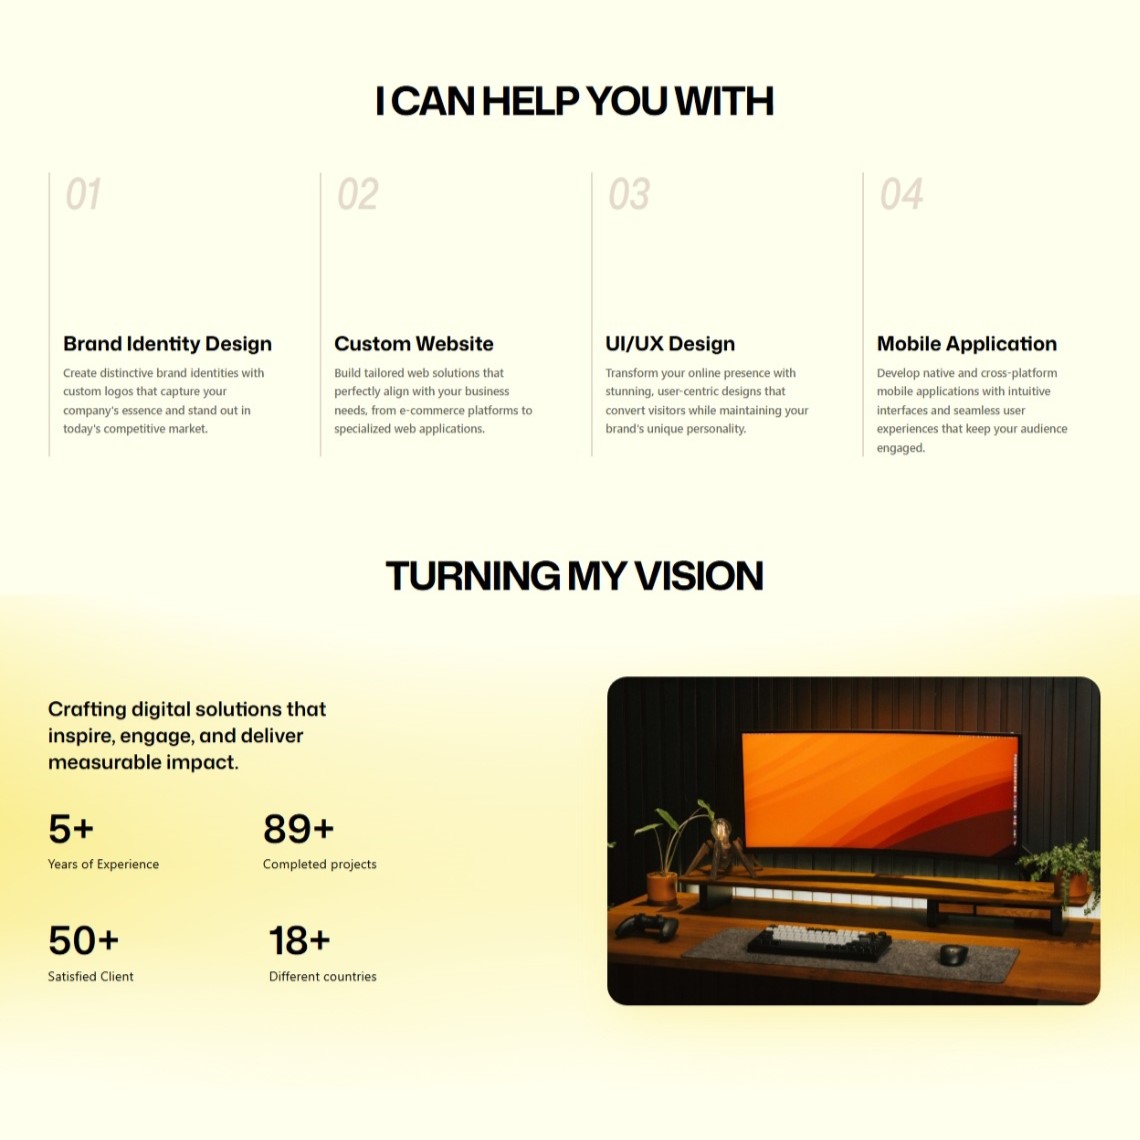 I CAN HELP YOU WITH
01
Brand Identity Design
Create distinctive brand identities with
custom logos that capture your
company's essence and stand out in
today's competitive market.
02
Custom Website
Build tailored web solutions that
perfectly align with your business
needs, from e-commerce platforms to
specialized web applications.
03
UI/UX Design
Transform your online presence with
stunning, user-centric designs that
convert visitors while maintaining your
brand's unique personality.
04
Mobile Application
Develop native and cross-platform
mobile applications with intuitive
interfaces and seamless user
experiences that keep your audience
engaged.
TURNING MY VISION
Crafting digital solutions that
inspire, engage, and deliver
measurable impact.
5+
Years of Experience
89+
Completed projects
50+
Satisfied Client
18+
Different countries